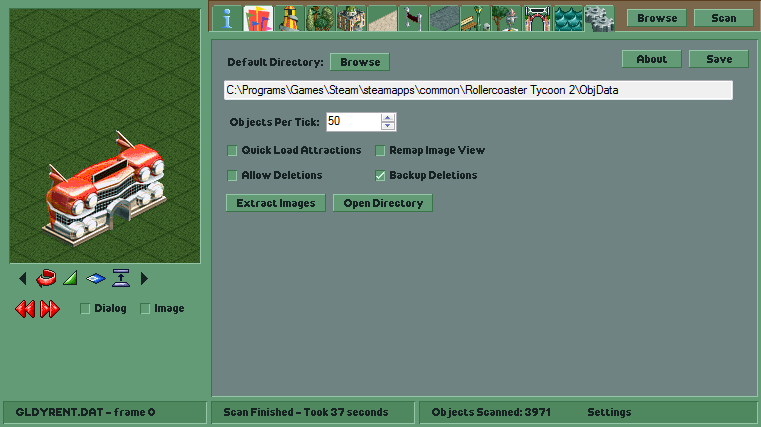 Browse
Scan
Default Directory:
Browse
About
Save
C:\Programs\Games\Steam\steamapps\common\Rollercoaster Tycoon 2\ObjData
Objects Per Tick:
50
Quick Load Attractions
Remap Image View
Allow Deletions
Backup Deletions
Extract Images
Open Directory
Dialog
Image
GLDYRENT.DAT - frame 0
Scan Finished - Took 37 seconds
Objects Scanned: 3971
Settings